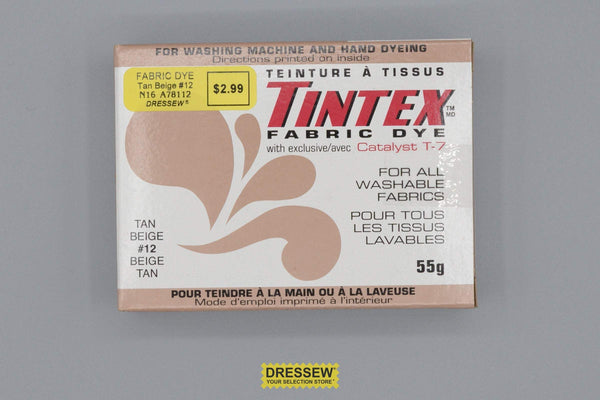 FOR WASHING MACHINE AND HAND DYEING
Directions printed on inside
FABRIC DYE
Tan Beige #12
N16 A78112
DRESSEW®
$2.99
TEINTURE À TISSUS
TINTEX™
MD
FABRIC DYE
with exclusive/avec Catalyst T-7
FOR ALL
WASHABLE
FABRICS
POUR TOUS
LES TISSUS
LAVABLES
TAN
BEIGE
#12
BEIGE
TAN
55g
POUR TEINDRE À LA MAIN OU À LA LAVEUSE
Mode d'emploi imprimé à l'intérieur
DRESSEW
YOUR SELECTION STORE